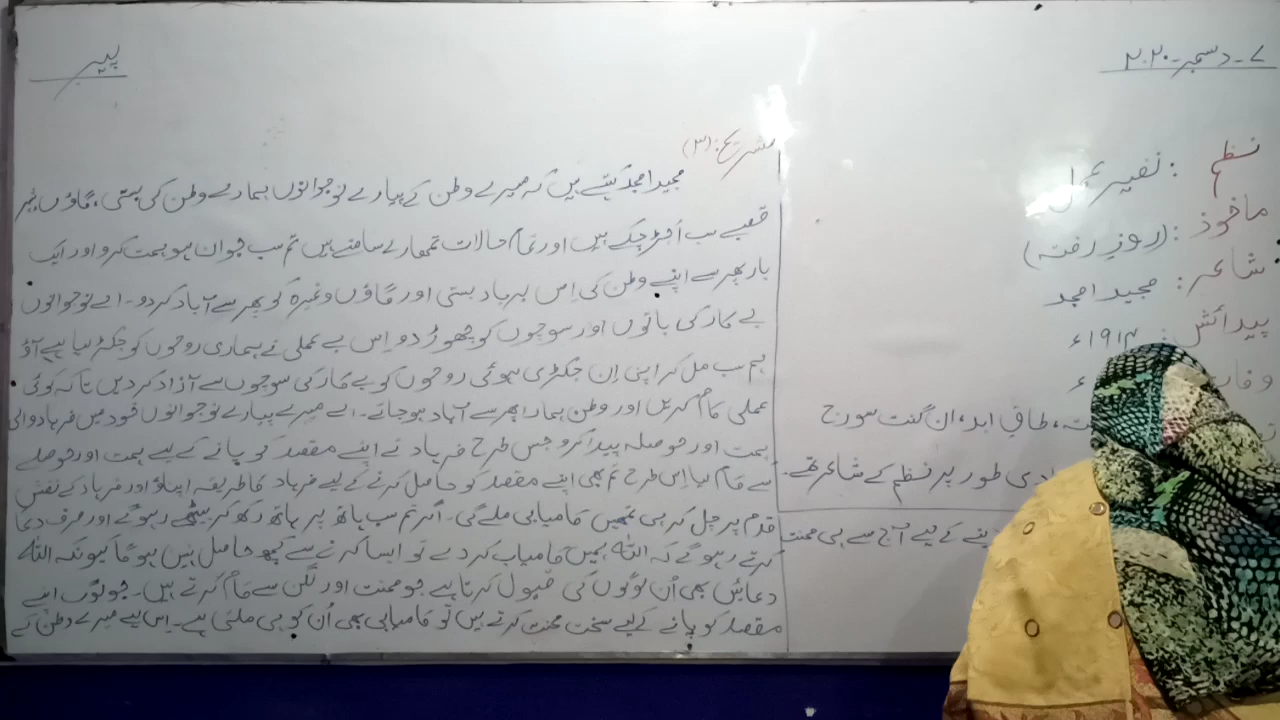 ۷ - دسمبر - ۲۰۲۰
پیر
نظم : نفیرِ عمل
ماخوذ : (روزِ رفتہ)
شاعر : مجید امجد
پیدائش : ۱۹۱۴ء
وفا ء
، طاقِ ابد، ان گنت سورج
دی طور پر نظم کے شاعر تھے۔
کے لیے آج سے ہی محنت
تشریح: (۳)
مجید امجد کہتے ہیں کہ میرے وطن کے پیارے نوجوانوں ہمارے وطن کی بستی، گاؤں شہر
قصبے سب اُجڑ چکے ہیں اور تمام حالات تمھارے سامنے ہیں تم سب جوان ہو ہمت کرو اور ایک
بار پھر سے اپنے وطن کی اِس برباد بستی اور گاؤں وغیرہ کو پھر سے آباد کر دو۔ اے نوجوانوں
بے کار کی باتوں اور سوچوں کو چھوڑ دو اِس بے عملی نے ہماری روحوں کو جکڑ لیا ہے آؤ
ہم سب مل کر اپنی اِن جکڑی ہوئی روحوں کو بے کار کی سوچوں سے آزاد کر دیں تاکہ کوئی
عملی کام کریں اور وطن ہمارا پھر سے آباد ہو جائے۔ اے میرے پیارے نوجوانوں خود میں فرہاد والی
ہمت اور حوصلہ پیدا کرو جس طرح فرہاد نے اپنے مقصد کو پانے کے لیے ہمت اور حوصلے
سے کام لیا اِس طرح تم بھی اپنے مقصد کو حاصل کرنے کے لیے فرہاد کا طریقہ اپناؤ اور فرہاد کے نقشِ
قدم پر چل کر ہی تمھیں کامیابی ملے گی۔ اگر تم سب ہاتھ پر ہاتھ رکھ کر بیٹھے رہو گے اور صرف دعا
کرتے رہو گے کہ اللہ ہمیں کامیاب کر دے تو ایسا کرنے سے کچھ حاصل نہیں ہو گا کیونکہ اللہ
دعائیں بھی اُن لوگوں کی قبول کرتا ہے جو محنت اور لگن سے کام کرتے ہیں۔ جو لوگ اپنے
مقصد کو پانے کے لیے سخت محنت کرتے ہیں تو کامیابی بھی اُن کو ہی ملتی ہے۔ اِس لیے میرے وطن کے